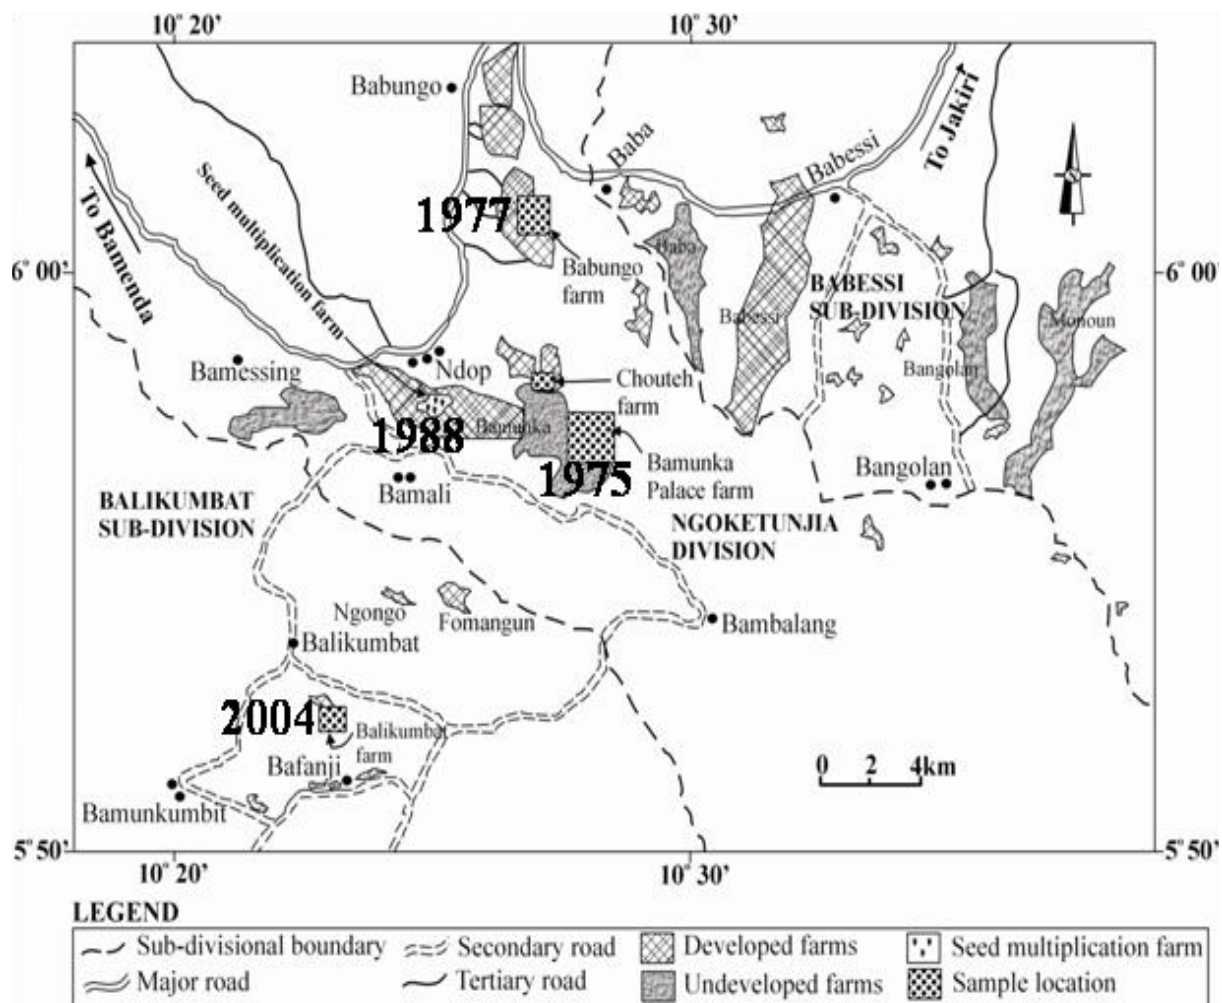 10° 20’
10° 30’
Babungo
Baba
Babessi
To Jakiri
To Bamenda
Seed multiplication farm
1977
Babungo
farm
Baba
6° 00’
6° 00’
BABESSI
SUB-DIVISION
Babessi
Monoun
Bangolan
Ndop
Bamessing
Chouteh
farm
Bamunka
1988
1975
Bamunka
Palace farm
Bangolan
Bamali
BALIKUMBAT
SUB-DIVISION
NGOKETUNJIA
DIVISION
Ngongo
Fomangun
Bambalang
Balikumbat
2004
Balikumbat
farm
Bafanji
Bamunkumbit
0 2 4km
5° 50’
5° 50’
10° 20’
10° 30’
LEGEND
Sub-divisional boundary
Secondary road
Developed farms
Seed multiplication farm
Major road
Tertiary road
Undeveloped farms
Sample location